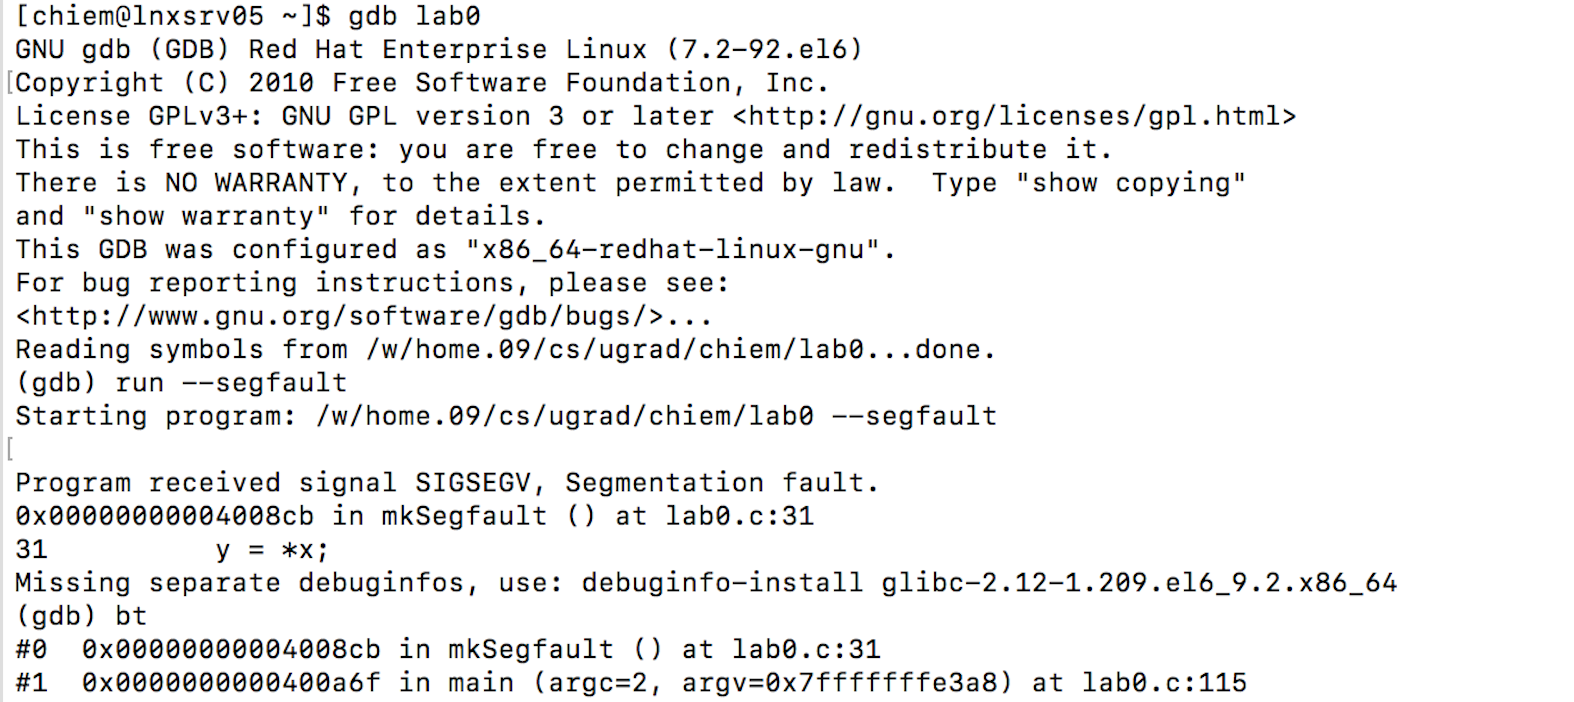 [chiem@lnxsrv05 ~]$ gdb lab0
GNU gdb (GDB) Red Hat Enterprise Linux (7.2-92.el6)
[Copyright (C) 2010 Free Software Foundation, Inc.
License GPLv3+: GNU GPL version 3 or later <http://gnu.org/licenses/gpl.html>
This is free software: you are free to change and redistribute it.
There is NO WARRANTY, to the extent permitted by law.  Type "show copying"
and "show warranty" for details.
This GDB was configured as "x86_64-redhat-linux-gnu".
For bug reporting instructions, please see:
<http://www.gnu.org/software/gdb/bugs/>...
Reading symbols from /w/home.09/cs/ugrad/chiem/lab0...done.
(gdb) run --segfault
Starting program: /w/home.09/cs/ugrad/chiem/lab0 --segfault
[
Program received signal SIGSEGV, Segmentation fault.
0x00000000004008cb in mkSegfault () at lab0.c:31
31          y = *x;
Missing separate debuginfos, use: debuginfo-install glibc-2.12-1.209.el6_9.2.x86_64
(gdb) bt
#0  0x00000000004008cb in mkSegfault () at lab0.c:31
#1  0x0000000000400a6f in main (argc=2, argv=0x7fffffffe3a8) at lab0.c:115